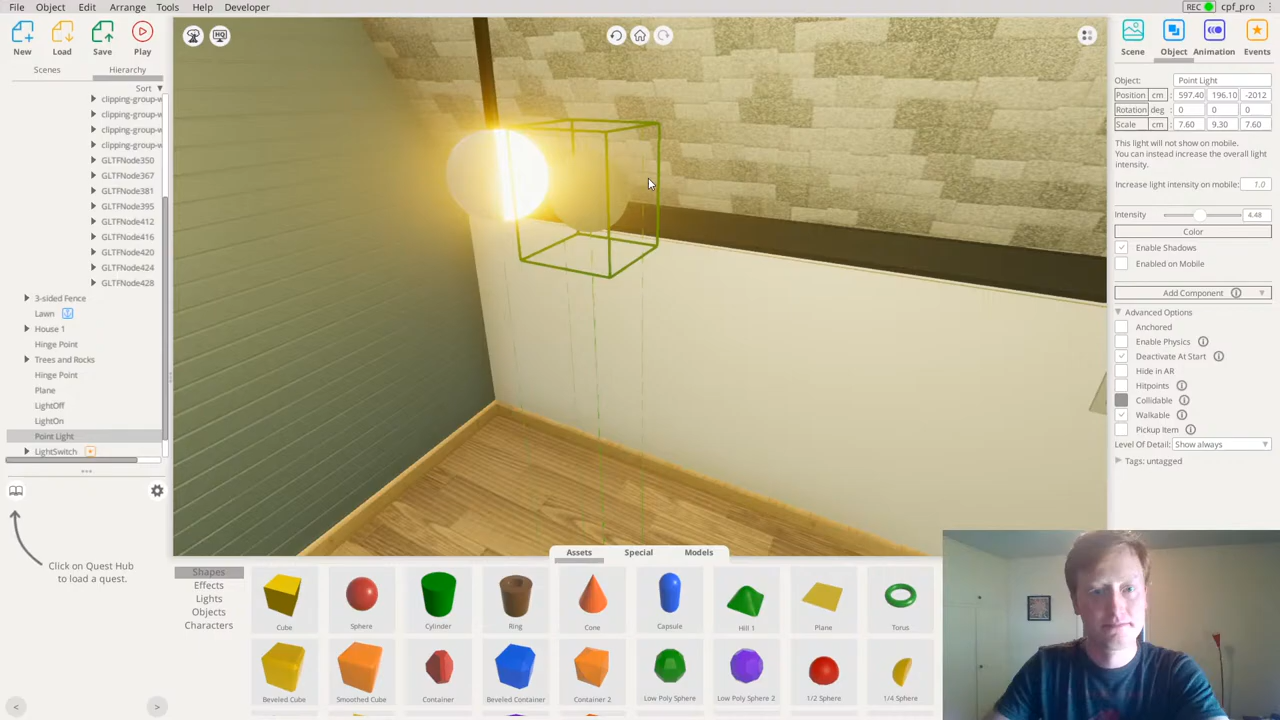 File Object Edit Arrange Tools Help Developer
REC cpf_pro
New Load Save Play
HQ
Scene Object Animation Events
Scenes Hierarchy
Sort
clipping-group-w
clipping-group-w
clipping-group-w
clipping-group-w
GLTFNode350
GLTFNode367
GLTFNode381
GLTFNode395
GLTFNode412
GLTFNode416
GLTFNode420
GLTFNode424
GLTFNode428
3-sided Fence
Lawn
House 1
Hinge Point
Trees and Rocks
Hinge Point
Plane
LightOff
LightOn
Point Light
LightSwitch
Click on Quest Hub
to load a quest.
Object: Point Light
Position cm 597.40 196.10 -2012
Rotation deg 0 0 0
Scale cm 7.60 9.30 7.60
This light will not show on mobile.
You can instead increase the overall light
intensity.
Increase light intensity on mobile: 1.0
Intensity 4.48
Color
Enable Shadows
Enabled on Mobile
Add Component
Advanced Options
Anchored
Enable Physics
Deactivate At Start
Hide in AR
Hitpoints
Collidable
Walkable
Pickup Item
Level Of Detail: Show always
Tags: untagged
Assets Special Models
Shapes
Effects
Lights
Objects
Characters
Cube Sphere Cylinder Ring Cone Capsule Hill 1 Plane Torus
Beveled Cube Smoothed Cube Container Beveled Container Container 2 Low Poly Sphere Low Poly Sphere 2 1/2 Sphere 1/4 Sphere
< >